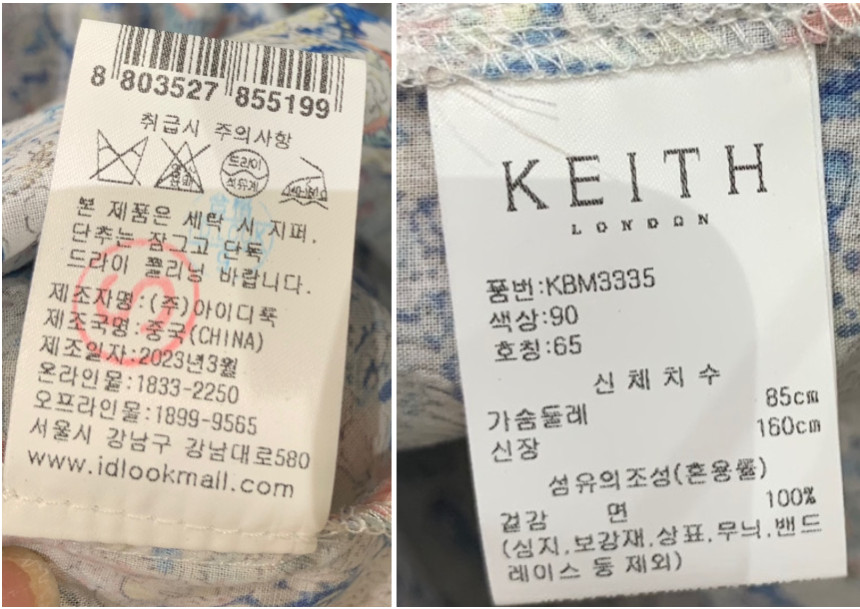 8 803527 855199
취급시 주의사항
드라이
석유계
본 제품은 세탁 시 지퍼.
단추는 잠그고 단독
드라이 클리닝 바랍니다.
제조자명:(주)아이디룩
제조국명:중국(CHINA)
제조일자:2023년3월
온라인몰:1833-2250
오프라인몰:1899-9565
서울시 강남구 강남대로580
www.idlookmall.com
KEITH
LONDON
품번:KBM3335
색상:90
호칭:65
신 체 치 수
가슴둘레 85cm
신장 160cm
섬유의조성(혼용률)
겉감 면 100%
(심지.보강재.상표.무늬.밴드
레이스 등 제외)